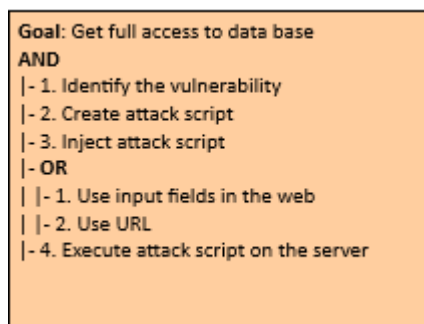 Goal: Get full access to data base
AND
|- 1. Identify the vulnerability
|- 2. Create attack script
|- 3. Inject attack script
|- OR
| |- 1. Use input fields in the web
| |- 2. Use URL
|- 4. Execute attack script on the server